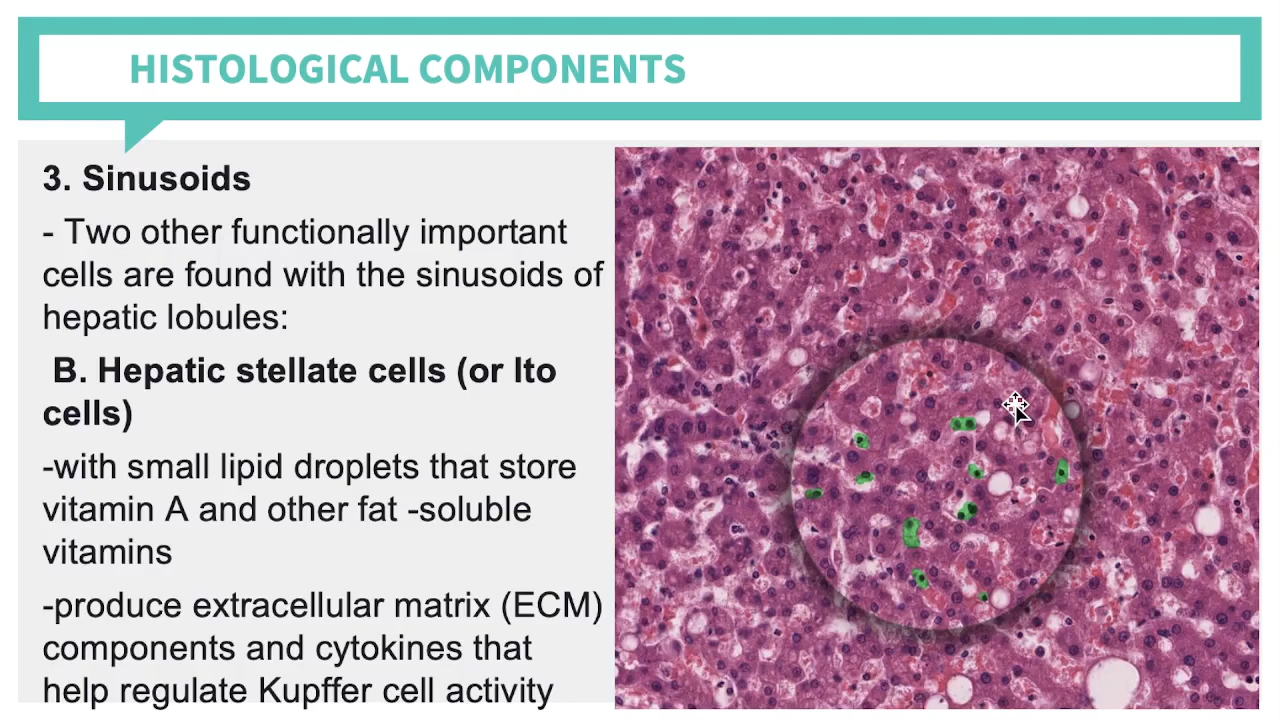 HISTOLOGICAL COMPONENTS
3. Sinusoids
- Two other functionally important
cells are found with the sinusoids of
hepatic lobules:
B. Hepatic stellate cells (or Ito
cells)
-with small lipid droplets that store
vitamin A and other fat -soluble
vitamins
-produce extracellular matrix (ECM)
components and cytokines that
help regulate Kupffer cell activity